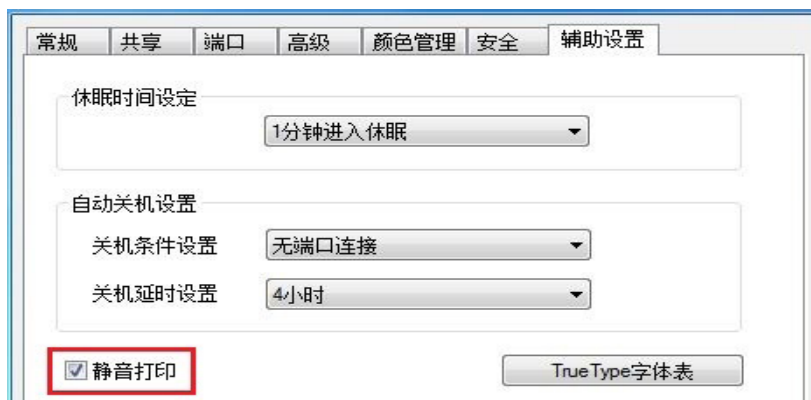 常规 共享 端口 高级 颜色管理 安全 辅助设置
休眠时间设定
1分钟进入休眠
自动关机设置
关机条件设置 无端口连接
关机延时设置 4小时
静音打印 TrueType字体表